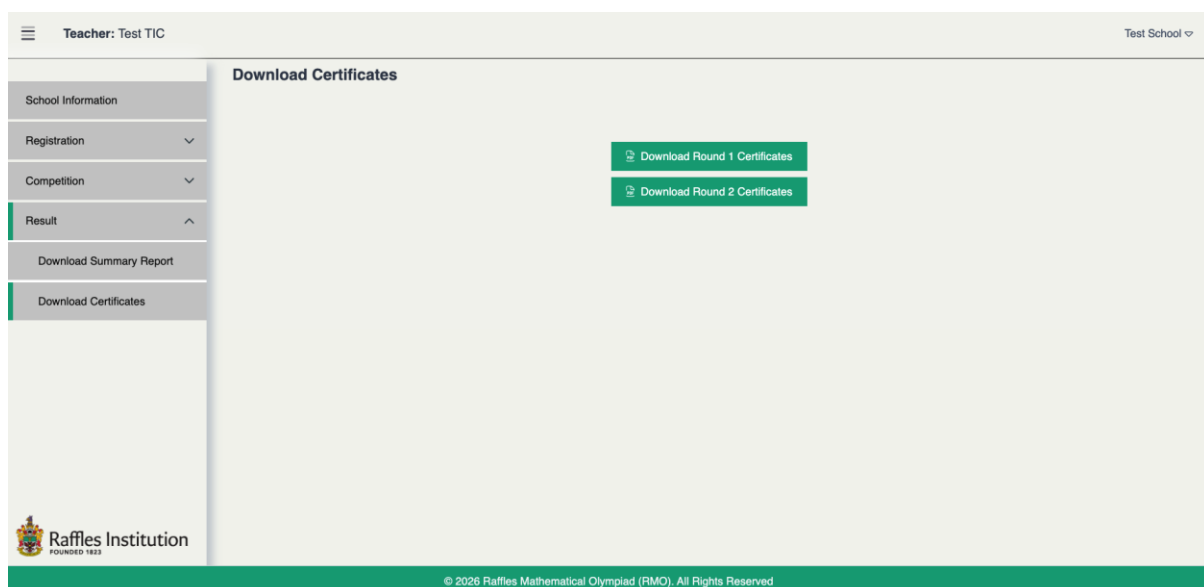 Teacher: Test TIC
Test School
Download Certificates
School Information
Registration
Competition
Result
Download Summary Report
Download Certificates
Download Round 1 Certificates
Download Round 2 Certificates
Raffles Institution
FOUNDED 1823
© 2026 Raffles Mathematical Olympiad (RMO). All Rights Reserved